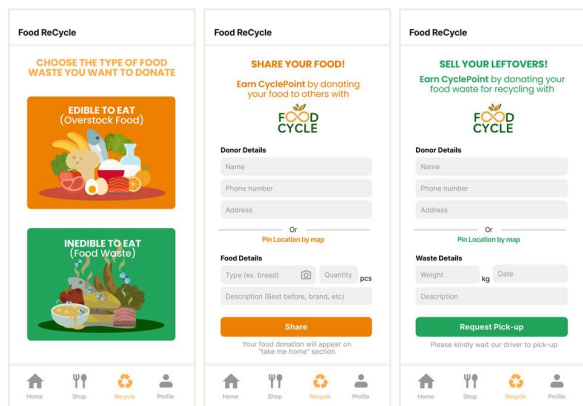 Food ReCycle
CHOOSE THE TYPE OF FOOD
WASTE YOU WANT TO DONATE
EDIBLE TO EAT
(Overstock Food)
INEDIBLE TO EAT
(Food Waste)
Home
Shop
Recycle
Profile
Food ReCycle
SHARE YOUR FOOD!
Earn CyclePoint by donating
your food to others with
FOOD
CYCLE
Donor Details
Name
Phone number
Address
Or
Pin Location by map
Food Details
Type (ex. bread)
Quantity
pcs
Description (Best before, brand, etc)
Share
Your food donation will appear on
"take me home" section
Home
Shop
Recycle
Profile
Food ReCycle
SELL YOUR LEFTOVERS!
Earn CyclePoint by donating your
food waste for recycling with
FOOD
CYCLE
Donor Details
Name
Phone number
Address
Or
Pin Location by map
Waste Details
Weight
kg
Date
Description
Request Pick-up
Please kindly wait our driver to pick-up
Home
Shop
Recycle
Profile